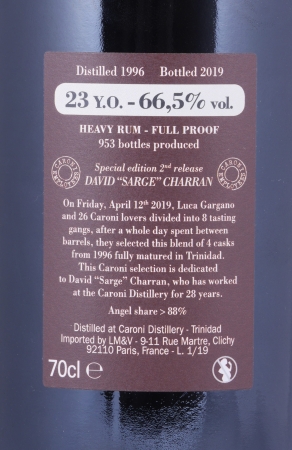 Distilled 1996 Bottled 2019
23 Y.O. - 66,5% vol.
HEAVY RUM - FULL PROOF
953 bottles produced
Special edition 2nd release
DAVID “SARGE” CHARRAN
CARONI
EMPLOYEES
CARONI
EMPLOYEES
On Friday, April 12th 2019, Luca Gargano
and 26 Caroni lovers divided into 8 tasting
gangs, after a whole day spent between
barrels, they selected this blend of 4 casks
from 1996 fully matured in Trinidad.
This Caroni selection is dedicated
to David “Sarge” Charran, who has worked
at the Caroni Distillery for 28 years.
Angel share > 88%
Distilled at Caroni Distillery - Trinidad
Imported by LM&V - 9-11 Rue Martre, Clichy
92110 Paris, France - L. 1/19
70cl e